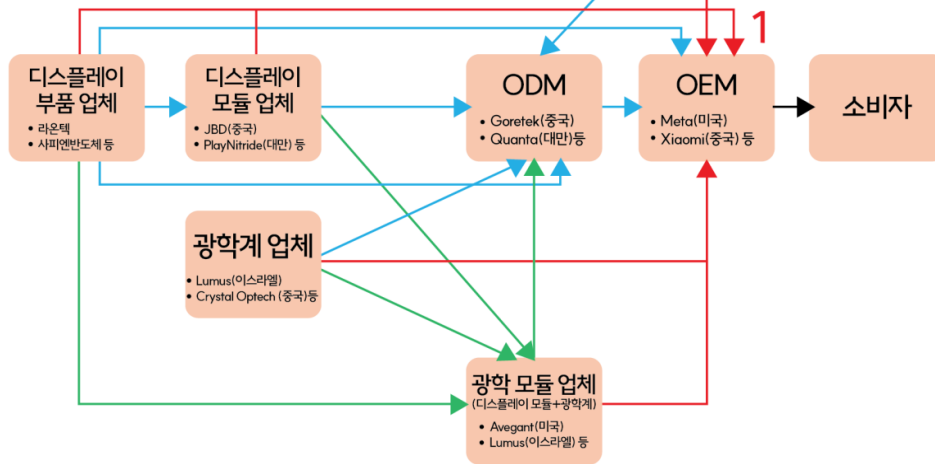 1
디스플레이
부품 업체
• 라온텍
• 사피엔반도체 등
디스플레이
모듈 업체
• JBD(중국)
• PlayNitride(대만) 등
ODM
• Goretek(중국)
• Quanta(대만)등
OEM
• Meta(미국)
• Xiaomi(중국) 등
소비자
광학계 업체
• Lumus(이스라엘)
• Crystal Optech (중국)등
광학 모듈 업체
(디스플레이 모듈+광학계)
• Avegant(미국)
• Lumus(이스라엘) 등